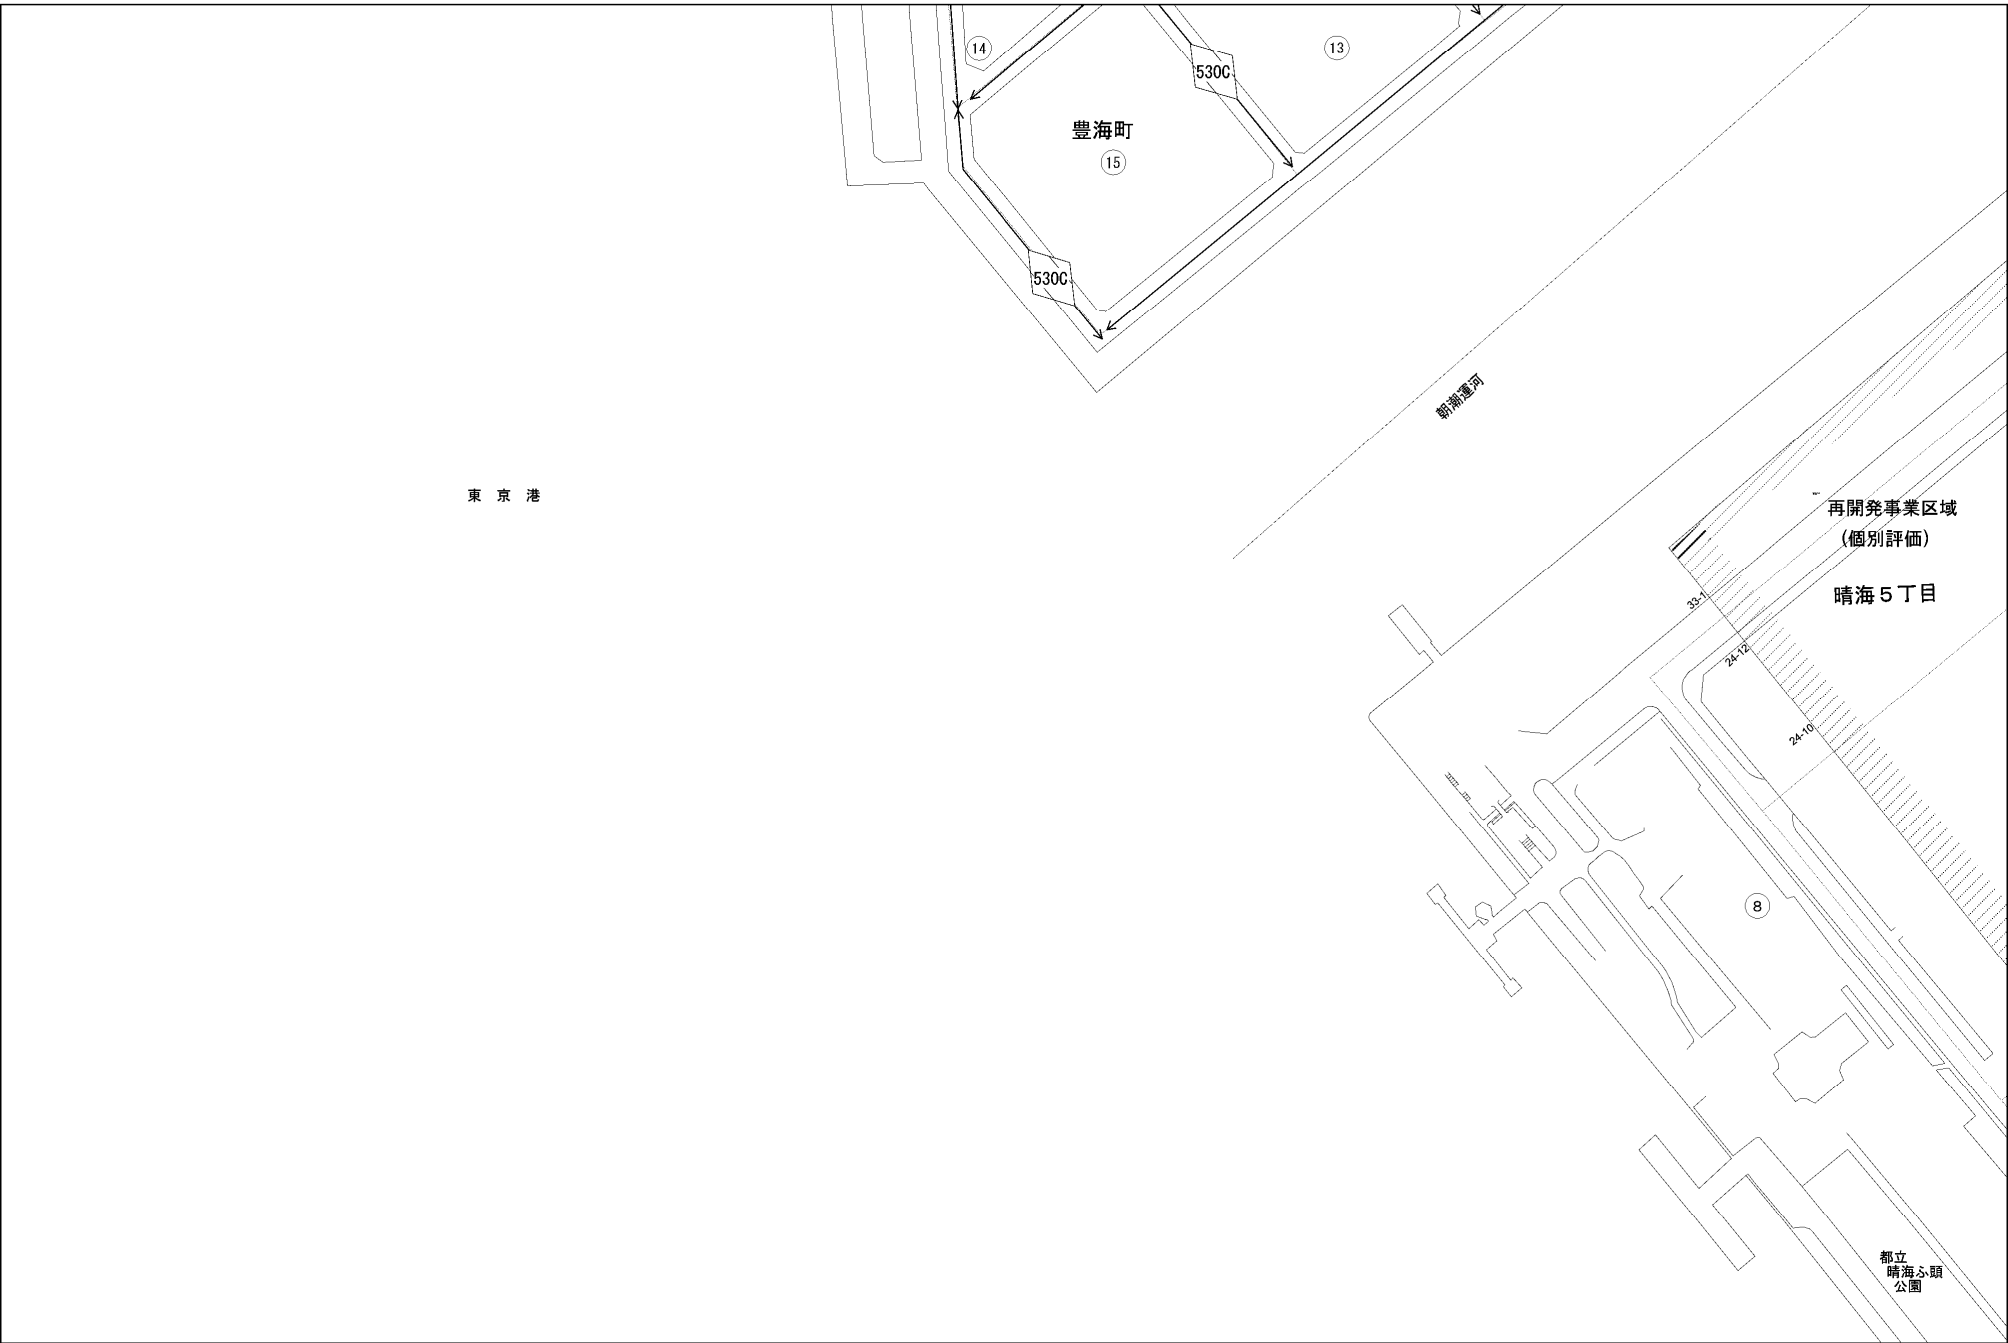 14
13
530C
豊海町
15
530C
朝潮運河
東京港
再開発事業区域
(個別評価)
晴海5丁目
33-1
24-12
24-10
8
都立
晴海ふ頭
公園